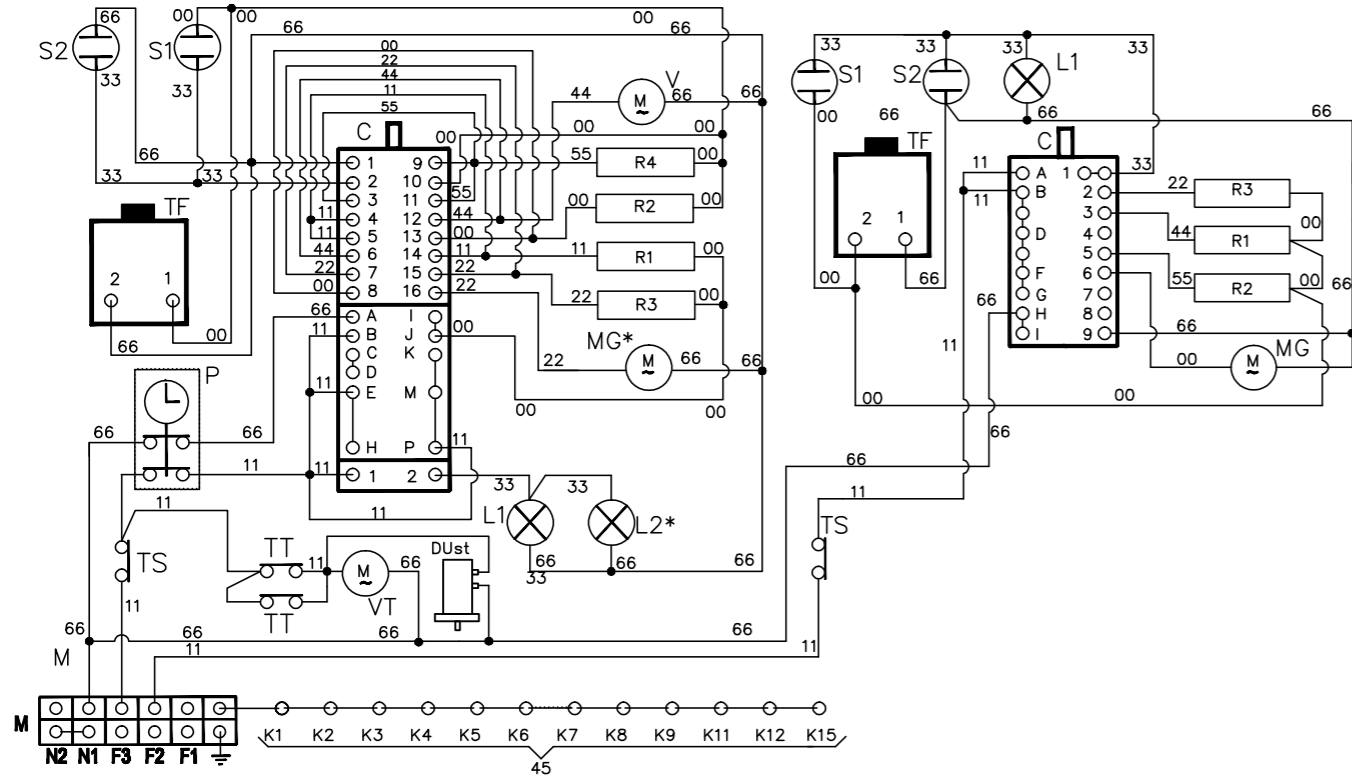 00 00 00
66 66 66
S2 S1
33 33
00
22
44
11
55
C
V
44 M ~ 66 66
00 00 00
66
1 9 55 R4 00
33 33 2 10
3 11 55
11 4 12 44 R2 00
11 5 13 00 00
44 6 14 11 11 R1 00
22 7 15 22
00 8 16 22 22 R3 00
TF
2 1
00
66
66 A I
11 B J 00
C K
D
11 E M
H P 11
11 1 2 33 33
MG*
22 M ~ 66 66
00 00
P
66 66
11
11
L1 L2*
66 66
33
TS
11
TT 11 M ~ 66
TT VT
DUst
66 66 66 66 66
11 11
33 33 33 33
S1 S2 L1
00 66 66 66
TF
2 1
00 66
C
11 A 1 33
11 B 2 22 R3
3 00
D 4 44 R1
5 00
F 6 55 R2
G 7 66
66 H 8
I 9 66
11
00 M ~ MG
00 00
66
66
11
TS
M
M
N2 N1 F3 F2 F1
K1 K2 K3 K4 K5 K6 K7 K8 K9 K11 K12 K15
45